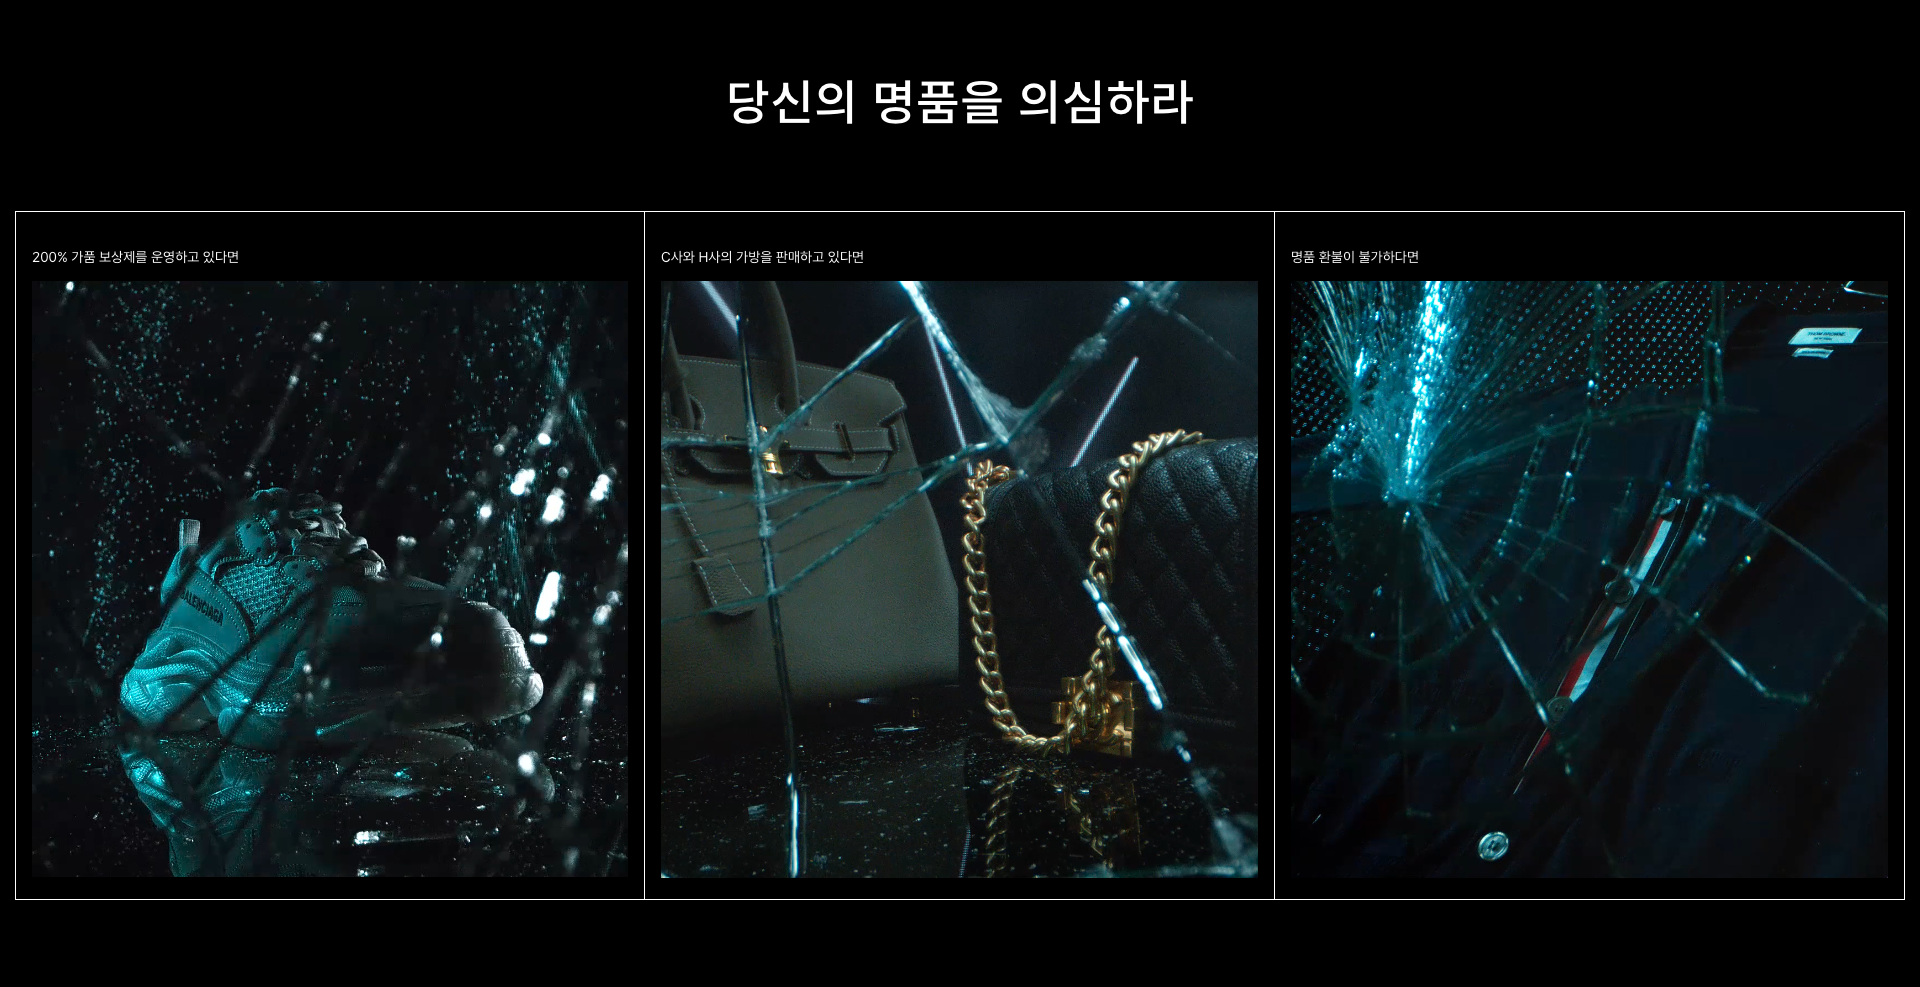 당신의 명품을 의심하라
200% 가품 보상제를 운영하고 있다면
C사와 H사의 가방을 판매하고 있다면
명품 환불이 불가하다면
BALENCIAGA